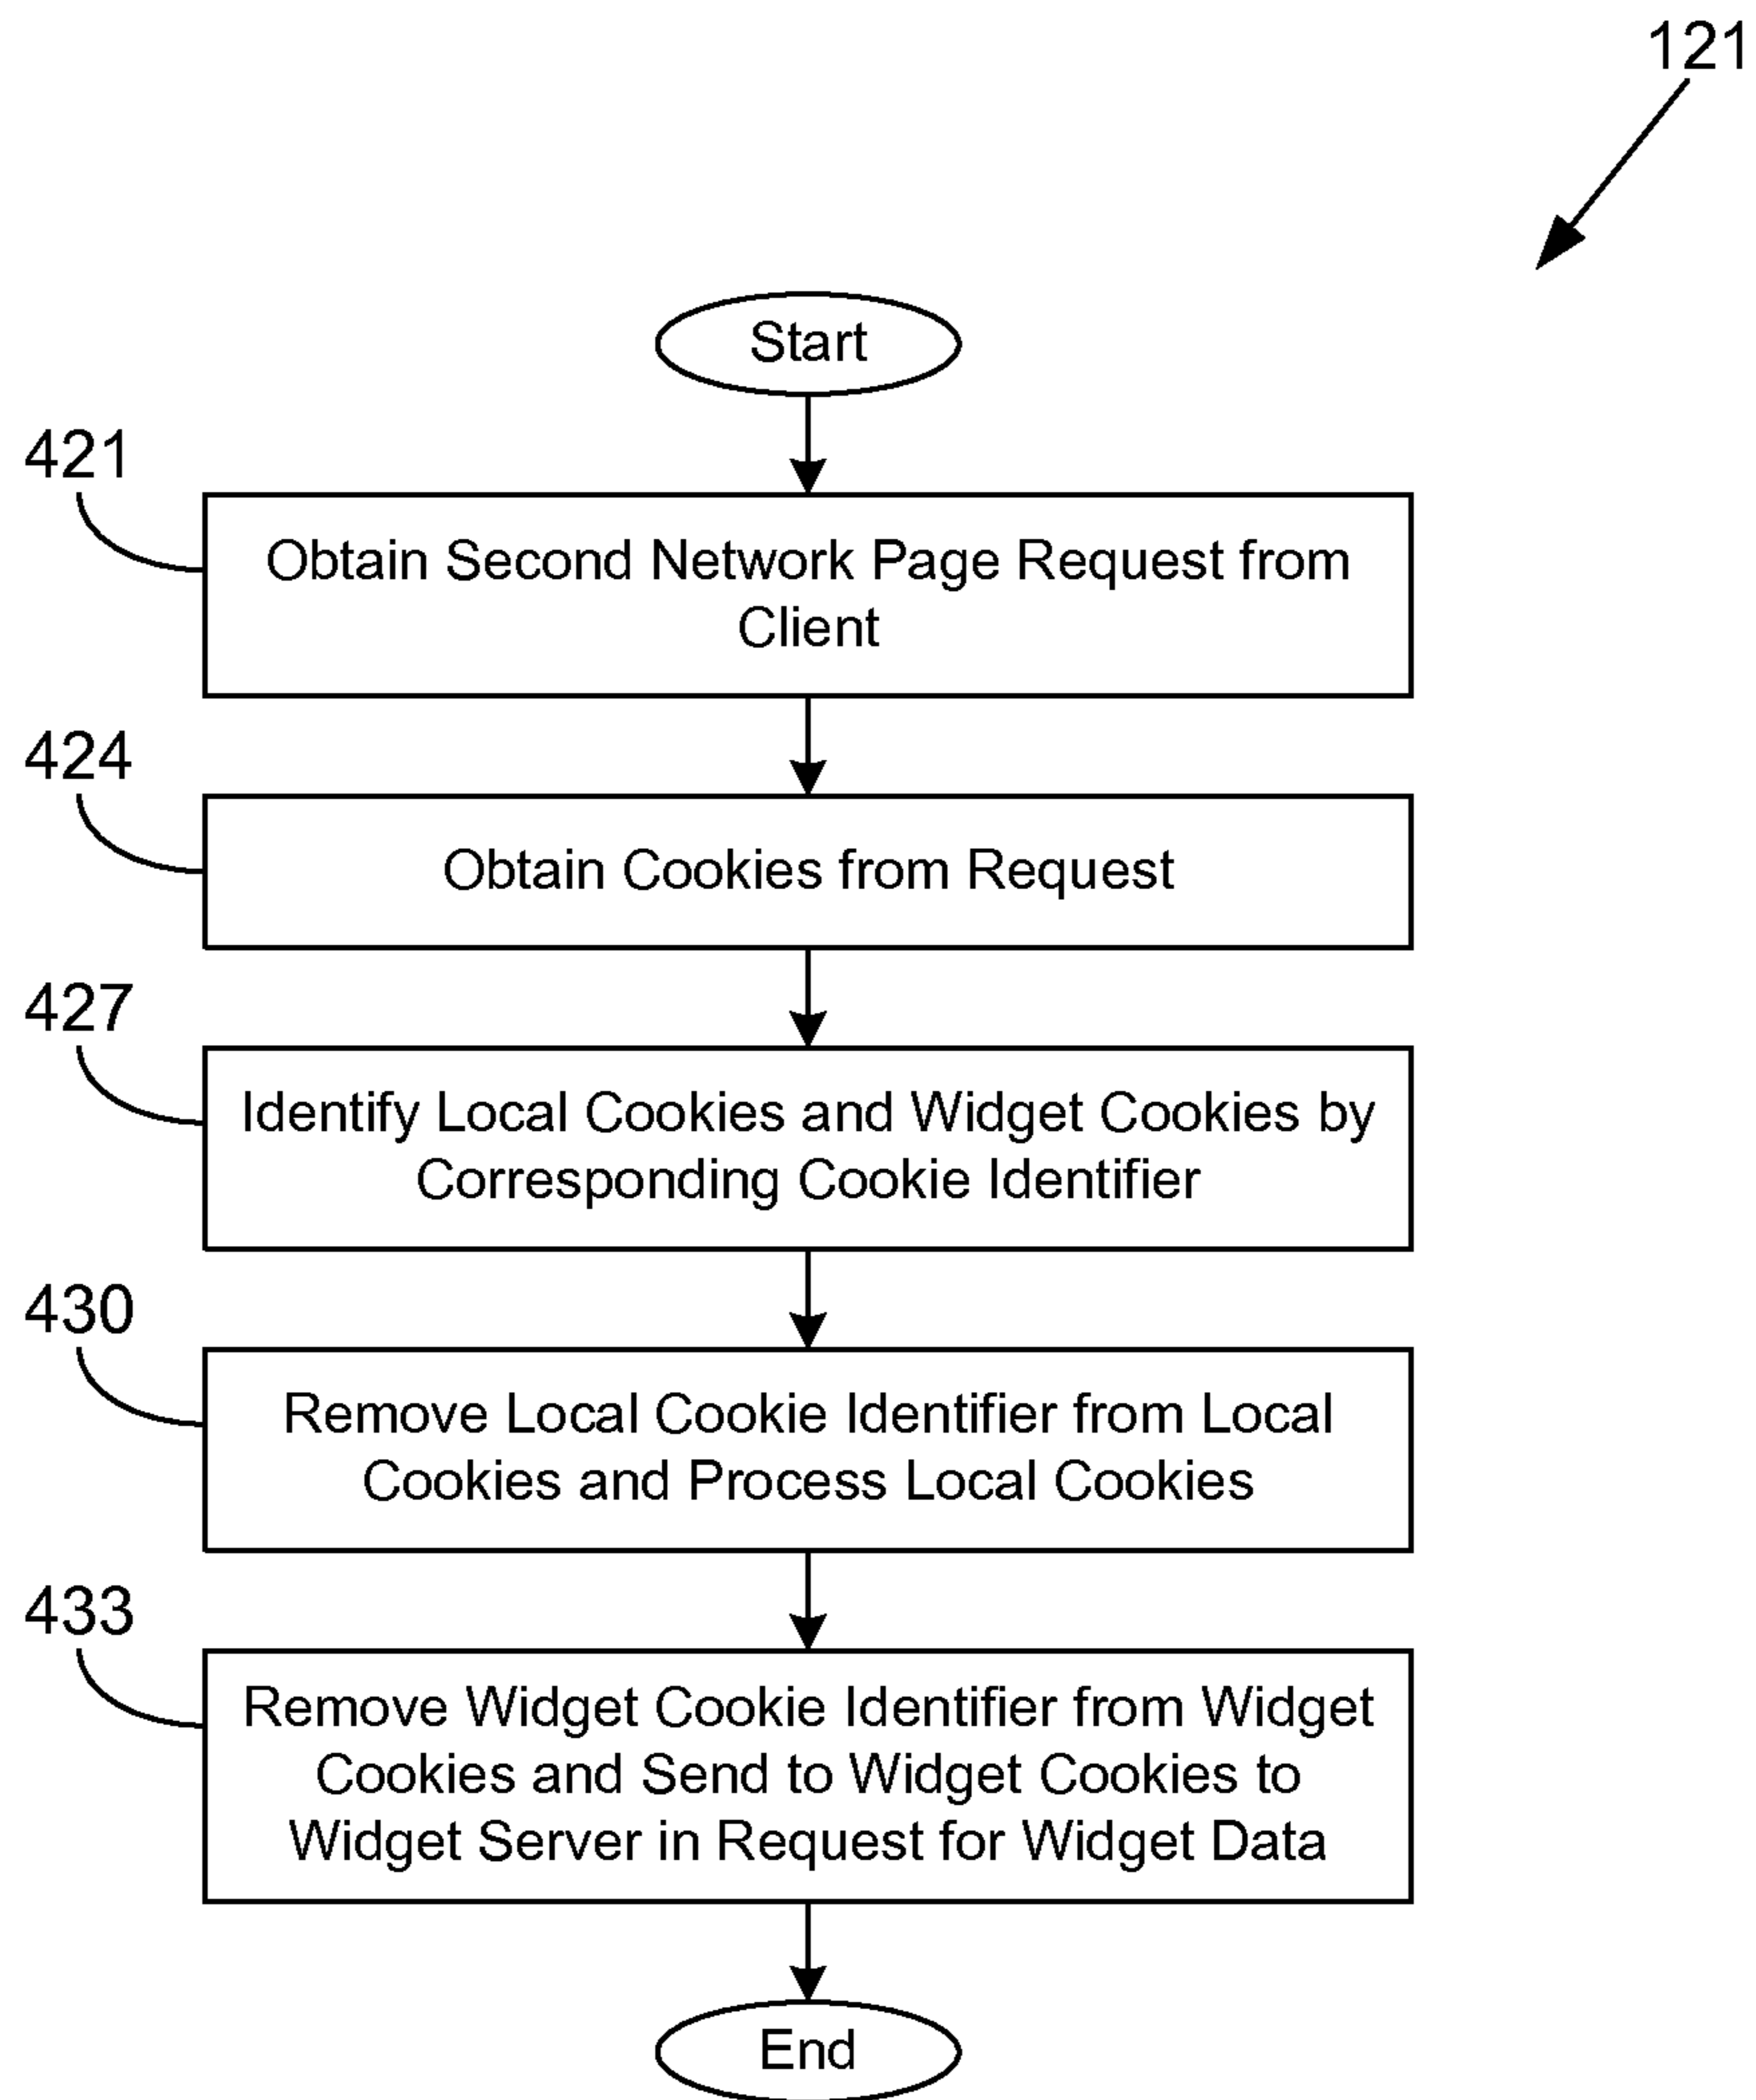 121
Start
421
Obtain Second Network Page Request from
Client
424
Obtain Cookies from Request
427
Identify Local Cookies and Widget Cookies by
Corresponding Cookie Identifier
430
Remove Local Cookie Identifier from Local
Cookies and Process Local Cookies
433
Remove Widget Cookie Identifier from Widget
Cookies and Send to Widget Cookies to
Widget Server in Request for Widget Data
End